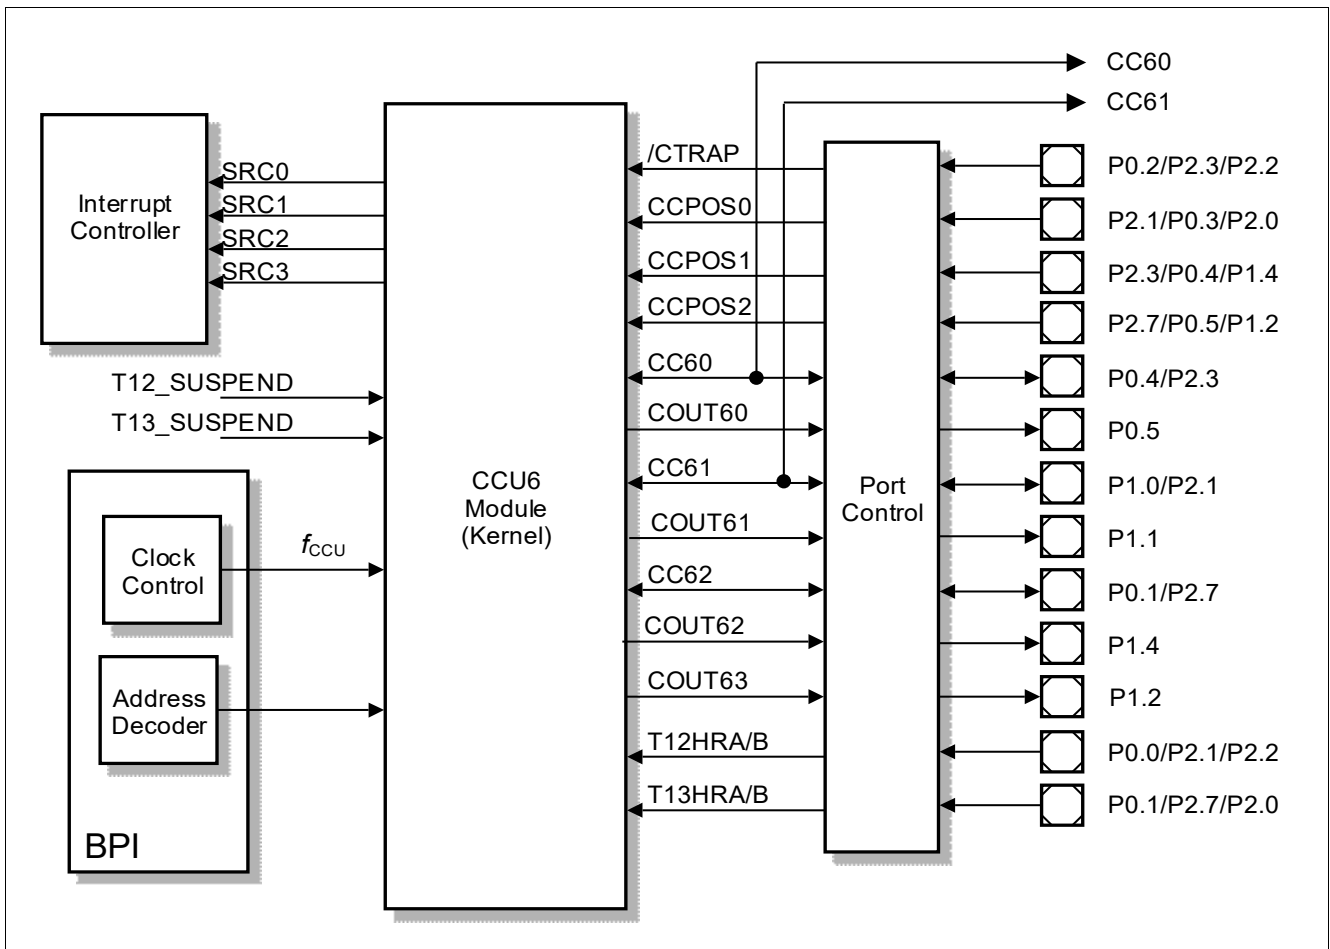 CC60
CC61
Interrupt
Controller
SRC0
SRC1
SRC2
SRC3
T12_SUSPEND
T13_SUSPEND
Clock
Control
fCCU
Address
Decoder
BPI
CCU6
Module
(Kernel)
/CTRAP
CCPOS0
CCPOS1
CCPOS2
CC60
COUT60
CC61
COUT61
CC62
COUT62
COUT63
T12HRA/B
T13HRA/B
Port
Control
P0.2/P2.3/P2.2
P2.1/P0.3/P2.0
P2.3/P0.4/P1.4
P2.7/P0.5/P1.2
P0.4/P2.3
P0.5
P1.0/P2.1
P1.1
P0.1/P2.7
P1.4
P1.2
P0.0/P2.1/P2.2
P0.1/P2.7/P2.0